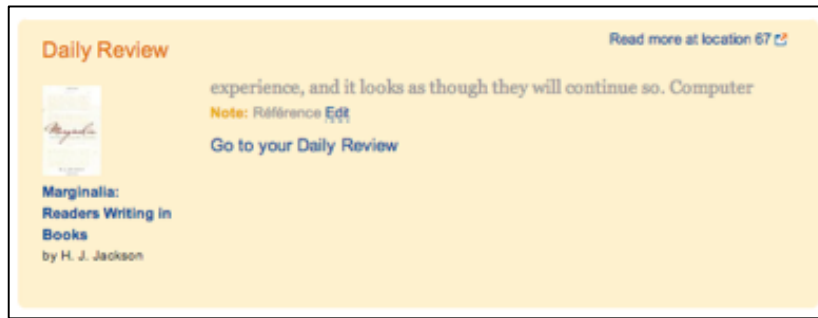 Daily Review
Read more at location 67
experience, and it looks as though they will continue so. Computer
Note: Référence Edit
Go to your Daily Review
Marginalia
Marginalia:
Readers Writing in
Books
by H. J. Jackson